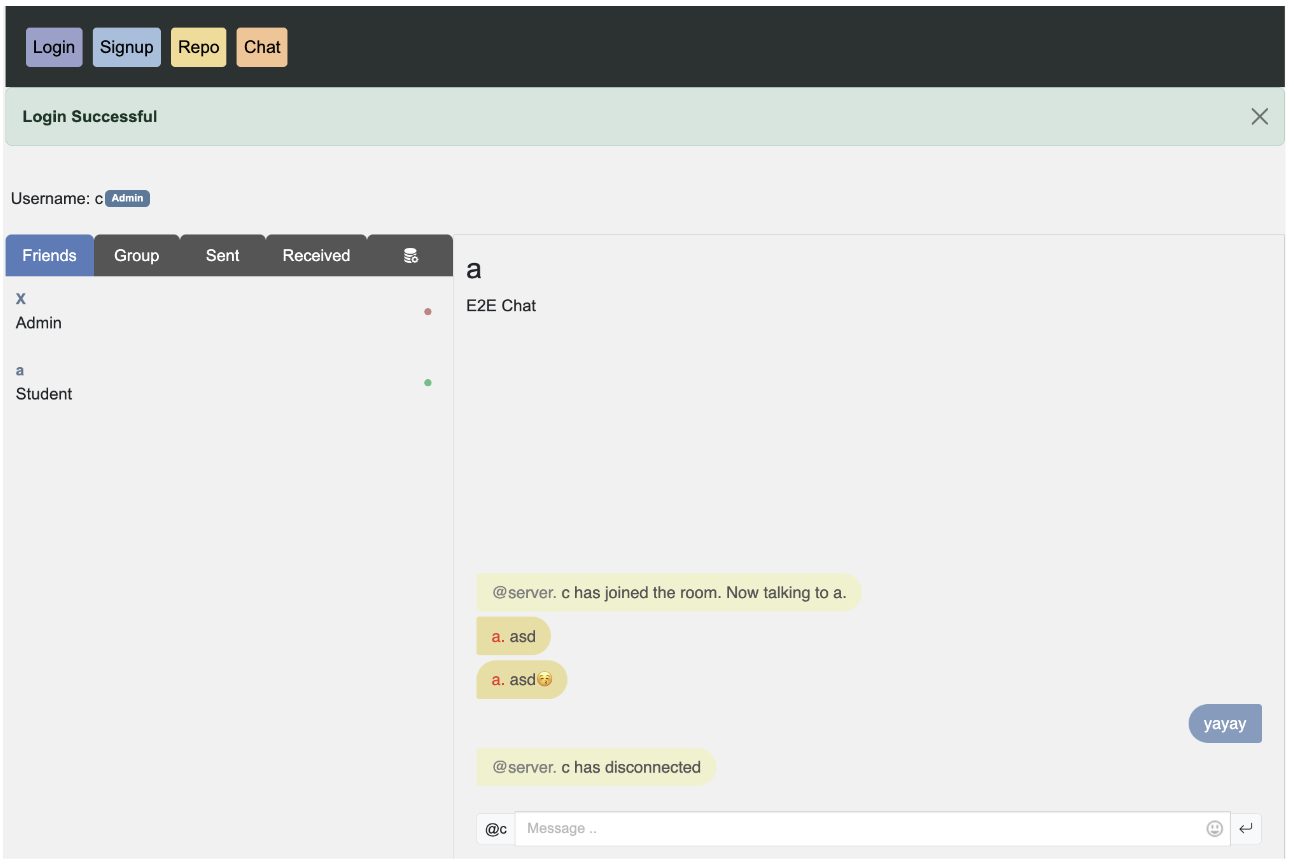 Login Signup Repo Chat
Login Successful
Username: c Admin
Friends Group Sent Received
X
Admin
a
Student
a
E2E Chat
@server. c has joined the room. Now talking to a.
a. asd
a. asd🥳
yayay
@server. c has disconnected
@c Message ..